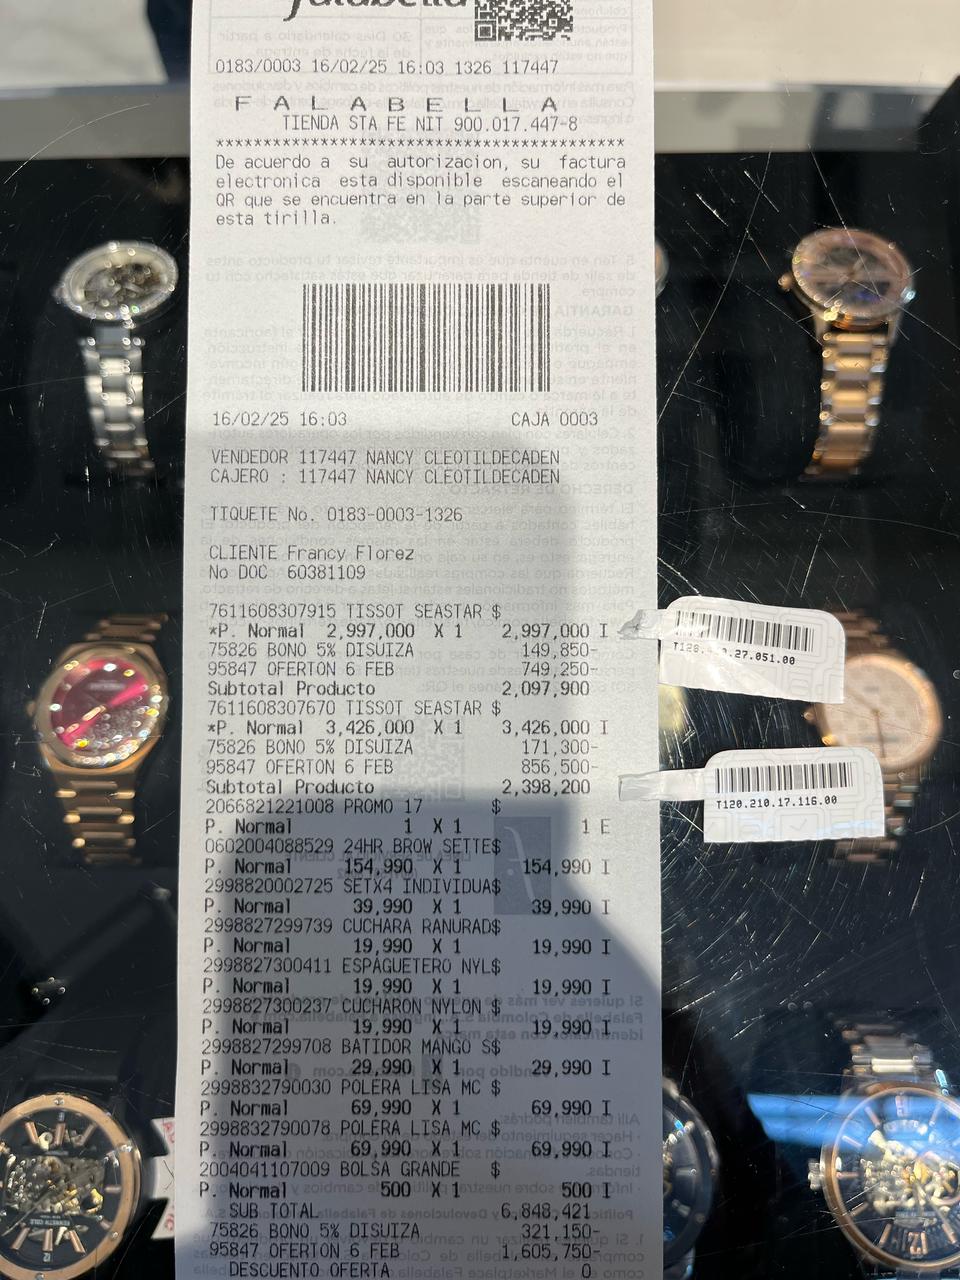 falabella
0183/0003 16/02/25 16:03 1326 117447
F A L A B E L L A
TIENDA STA FE NIT 900.017.447-8
**************************************************
De acuerdo a su autorizacion, su factura
electronica esta disponible escaneando el
QR que se encuentra en la parte superior de
esta tirilla.
16/02/25 16:03 CAJA 0003
VENDEDOR 117447 NANCY CLEOTILDECADEN
CAJERO : 117447 NANCY CLEOTILDECADEN
TIQUETE No. 0183-0003-1326
CLIENTE Francy Florez
No DOC 60381109
7611608307915 TISSOT SEASTAR $
*P. Normal 2,997,000 X 1 2,997,000 I
75826 BONO 5% DISUIZA 149,850-
95847 OFERTON 6 FEB 749,250-
Subtotal Producto 2,097,900
7611608307670 TISSOT SEASTAR $
*P. Normal 3,426,000 X 1 3,426,000 I
75826 BONO 5% DISUIZA 171,300-
95847 OFERTON 6 FEB 856,500-
Subtotal Producto 2,398,200
2066821221008 PROMO 17 $
P. Normal 1 X 1 1 E
0602004088529 24HR BROW SETTE$
P. Normal 154,990 X 1 154,990 I
2998820002725 SETX4 INDIVIDUA$
P. Normal 39,990 X 1 39,990 I
2998827299739 CUCHARA RANURAD$
P. Normal 19,990 X 1 19,990 I
2998827300411 ESPAGUETERO NYL$
P. Normal 19,990 X 1 19,990 I
2998827300237 CUCHARON NYLON $
P. Normal 19,990 X 1 19,990 I
2998827299708 BATIDOR MANGO S$
P. Normal 29,990 X 1 29,990 I
2998832790030 POLERA LISA MC $
P. Normal 69,990 X 1 69,990 I
2998832790078 POLERA LISA MC $
P. Normal 69,990 X 1 69,990 I
2004041107009 BOLSA GRANDE $
P. Normal 500 X 1 500 I
SUB TOTAL 6,848,421
75826 BONO 5% DISUIZA 321,150-
95847 OFERTON 6 FEB 1,605,750-
DESCUENTO OFERTA 0
T120.210.17.116.00